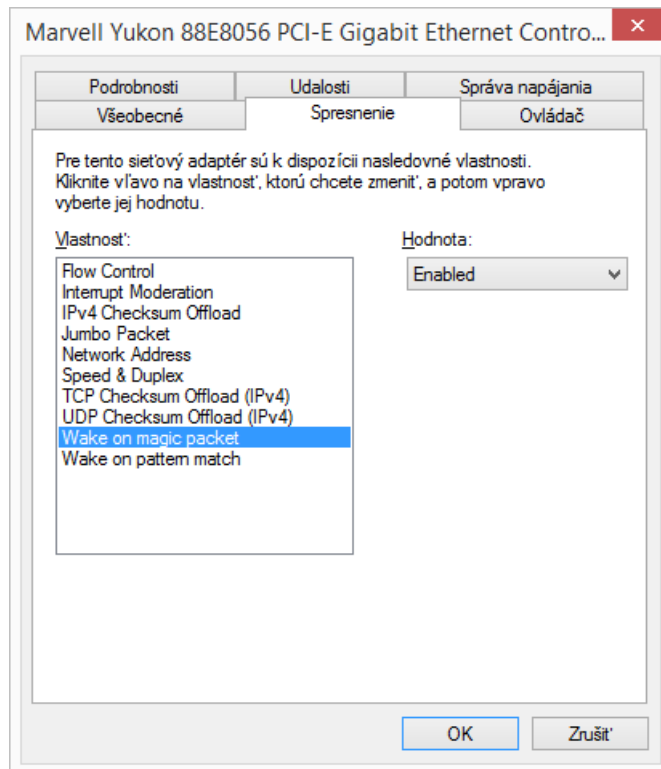 Marvell Yukon 88E8056 PCI-E Gigabit Ethernet Contro...
Podrobnosti Udalosti Správa napájania
Všeobecné Spresnenie Ovládač
Pre tento sieťový adaptér sú k dispozícii nasledovné vlastnosti.
Kliknite vľavo na vlastnosť, ktorú chcete zmeniť, a potom vpravo
vyberte jej hodnotu.
Vlastnosť: Hodnota:
Flow Control
Enabled
Interrupt Moderation
IPv4 Checksum Offload
Jumbo Packet
Network Address
Speed & Duplex
TCP Checksum Offload (IPv4)
UDP Checksum Offload (IPv4)
Wake on magic packet
Wake on pattern match
OK Zrušiť